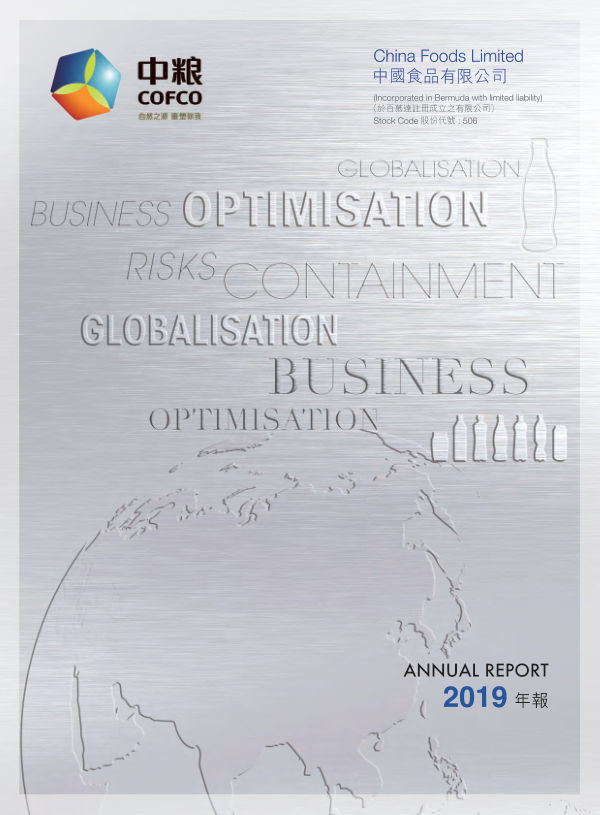 中粮
COFCO
自然之源 重塑你我
China Foods Limited
中國食品有限公司
(Incorporated in Bermuda with limited liability)
(於百慕達註冊成立之有限公司)
Stock Code 股份代號 : 506
GLOBALISATION
BUSINESS OPTIMISATION
RISKS CONTAINMENT
GLOBALISATION
BUSINESS
OPTIMISATION
ANNUAL REPORT
2019 年報